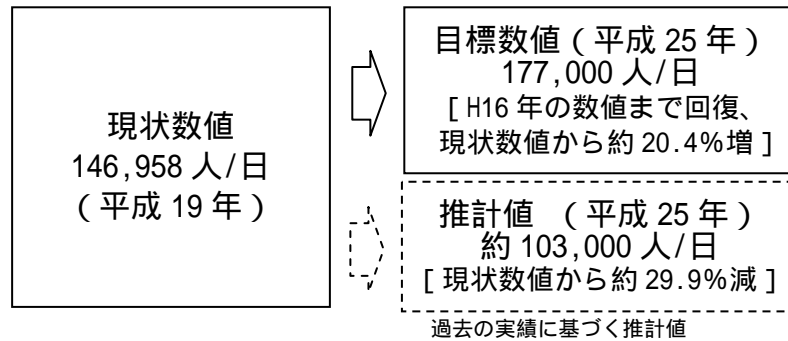 現状数値
146,958 人/日
（平成 19 年）
目標数値（平成 25 年）
177,000 人/日
[ H16 年の数値まで回復、
現状数値から約 20.4%増 ]
推計値 （平成 25 年）
約 103,000 人/日
[ 現状数値から約 29.9%減 ]
過去の実績に基づく推計値